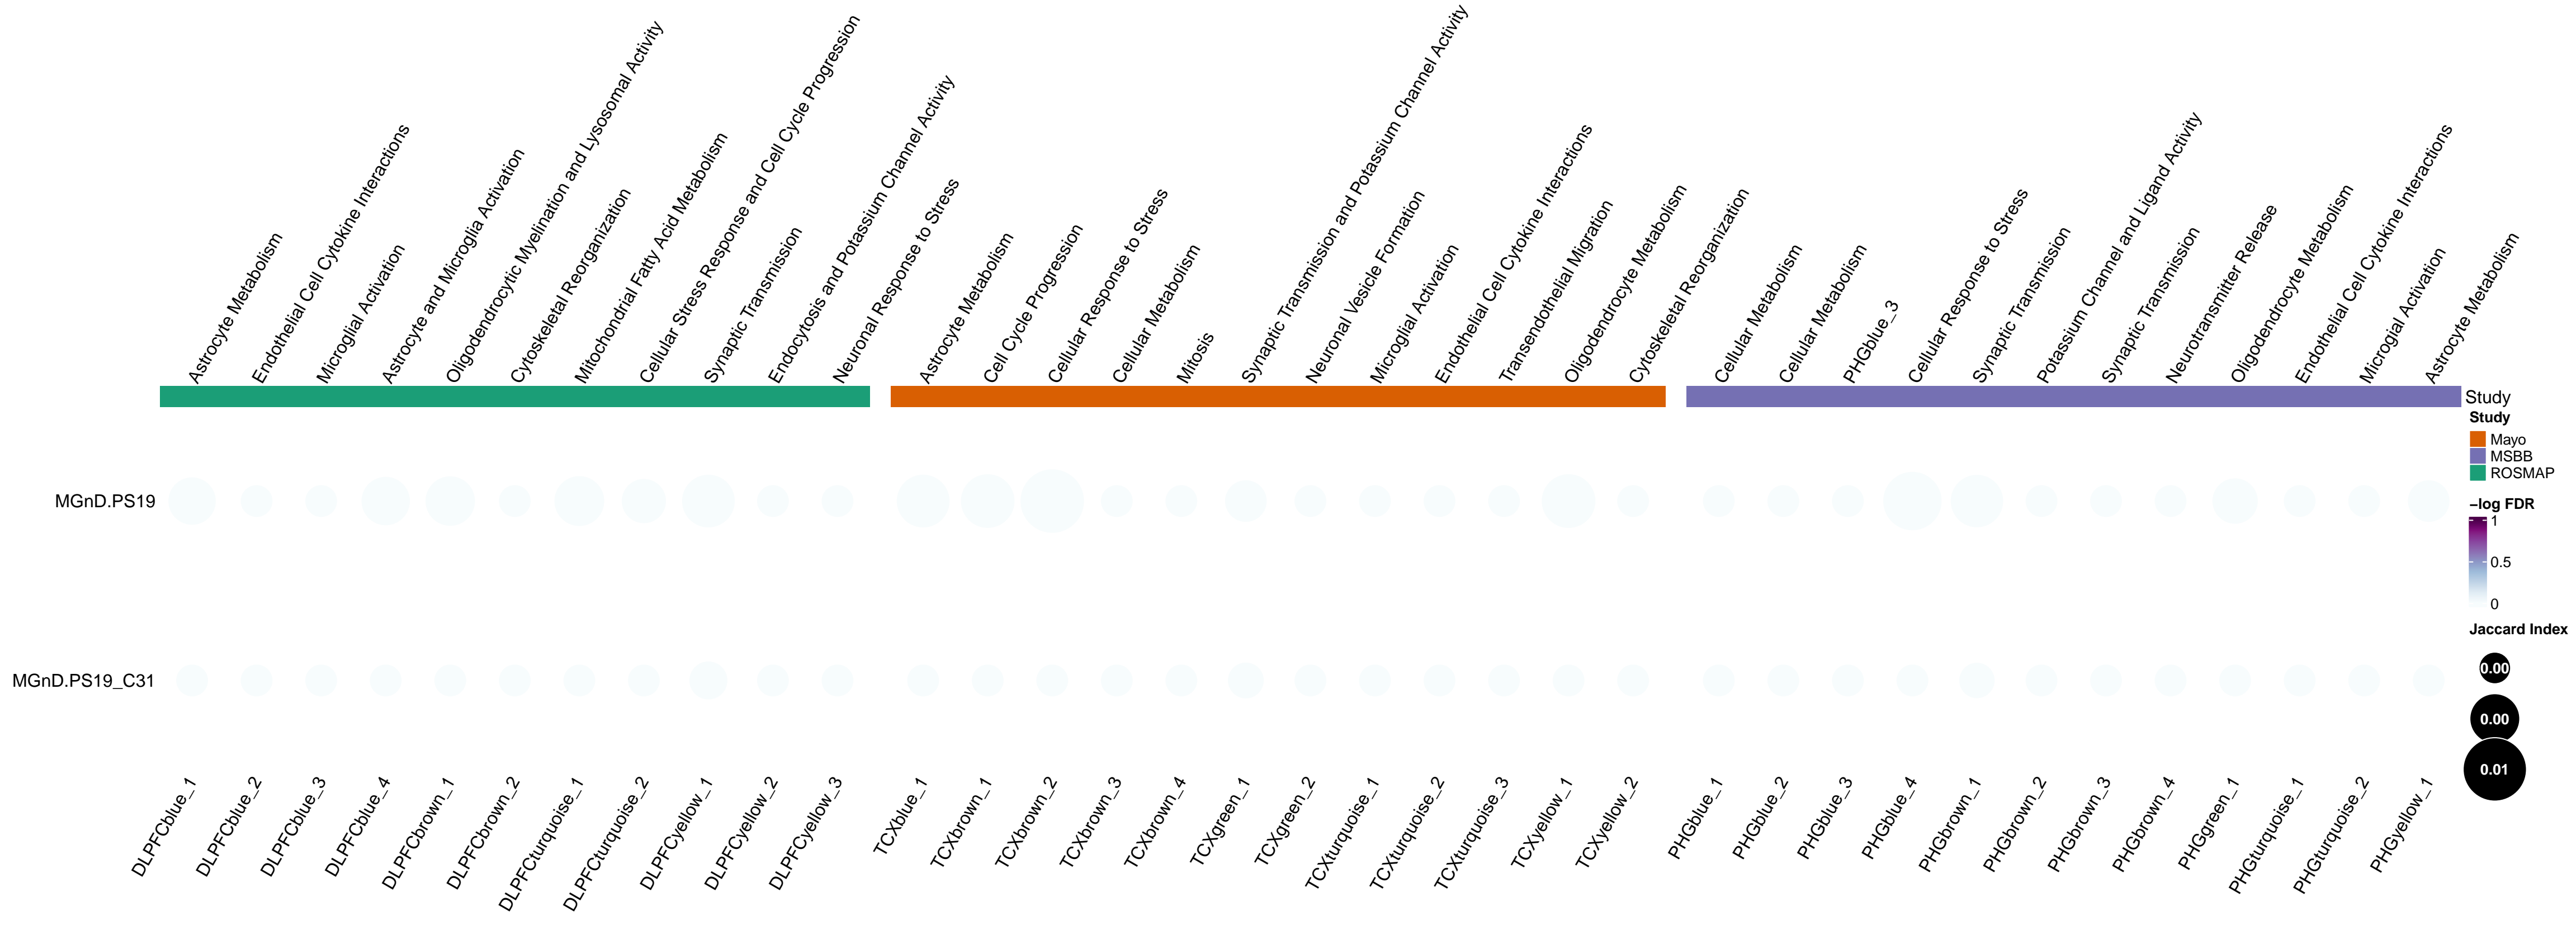 Astrocyte Metabolism
Endothelial Cell Cytokine Interactions
Microglial Activation
Astrocyte and Microglia Activation
Oligodendrocytic Myelination and Lysosomal Activity
Cytoskeletal Reorganization
Mitochondrial Fatty Acid Metabolism
Cellular Stress Response and Cell Cycle Progression
Synaptic Transmission
Endocytosis and Potassium Channel Activity
Neuronal Response to Stress
Astrocyte Metabolism
Cell Cycle Progression
Cellular Response to Stress
Cellular Metabolism
Mitosis
Synaptic Transmission and Potassium Channel Activity
Neuronal Vesicle Formation
Microglial Activation
Endothelial Cell Cytokine Interactions
Transendothelial Migration
Oligodendrocyte Metabolism
Cytoskeletal Reorganization
Cellular Metabolism
Cellular Metabolism
PHGblue_3
Cellular Response to Stress
Synaptic Transmission
Potassium Channel and Ligand Activity
Synaptic Transmission
Neurotransmitter Release
Oligodendrocyte Metabolism
Endothelial Cell Cytokine Interactions
Microgial Activation
Astrocyte Metabolism
Study
Study
Mayo
MSBB
ROSMAP
−log FDR
1
0.5
0
Jaccard Index
0.00
0.00
0.01
MGnD.PS19
MGnD.PS19_C31
DLPFCblue_1
DLPFCblue_2
DLPFCblue_3
DLPFCblue_4
DLPFCbrown_1
DLPFCbrown_2
DLPFCturquoise_1
DLPFCturquoise_2
DLPFCyellow_1
DLPFCyellow_2
DLPFCyellow_3
TCXblue_1
TCXbrown_1
TCXbrown_2
TCXbrown_3
TCXbrown_4
TCXgreen_1
TCXgreen_2
TCXturquoise_1
TCXturquoise_2
TCXturquoise_3
TCXyellow_1
TCXyellow_2
PHGblue_1
PHGblue_2
PHGblue_3
PHGblue_4
PHGbrown_1
PHGbrown_2
PHGbrown_3
PHGbrown_4
PHGgreen_1
PHGturquoise_1
PHGturquoise_2
PHGyellow_1